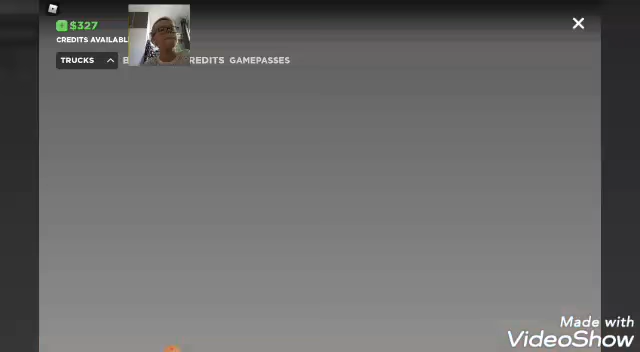 $327
CREDITS AVAILABL
TRUCKS
REDITS GAMEPASSES
Made with
VideoShow